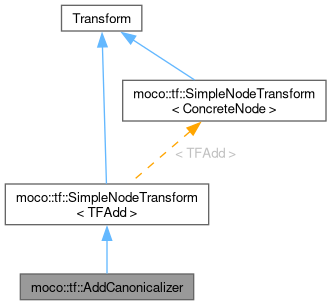 Transform
moco::tf::SimpleNodeTransform
< ConcreteNode >
< TFAdd >
moco::tf::SimpleNodeTransform
< TFAdd >
moco::tf::AddCanonicalizer